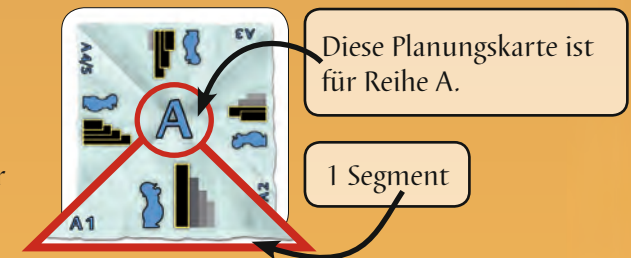 Diese Planungskarte ist
für Reihe A.
1 Segment
A4/5
A3
A
A1
A2
r